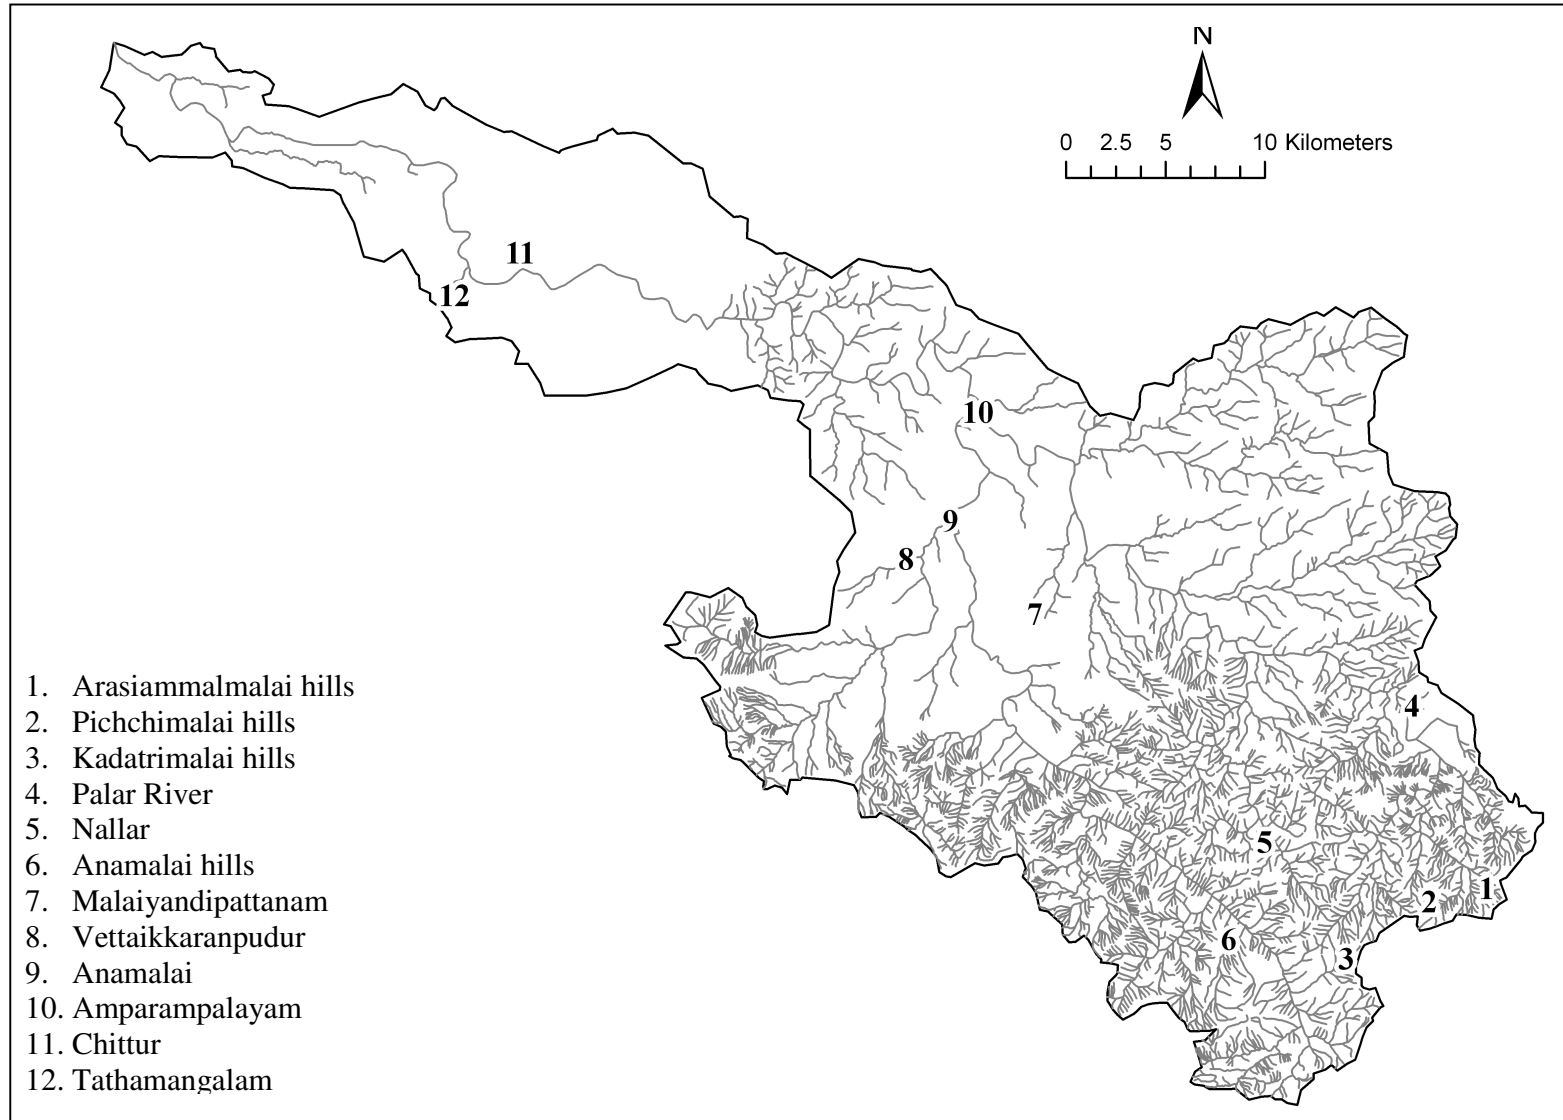 N
0 2.5 5 10 Kilometers
11
12
10
9
8
7
4
5
1
2
6
3
1. Arasiammalmalai hills
2. Pichchimalai hills
3. Kadatrimalai hills
4. Palar River
5. Nallar
6. Anamalai hills
7. Malaiyandipattanam
8. Vettaikkaranpudur
9. Anamalai
10. Amparampalayam
11. Chittur
12. Tathamangalam